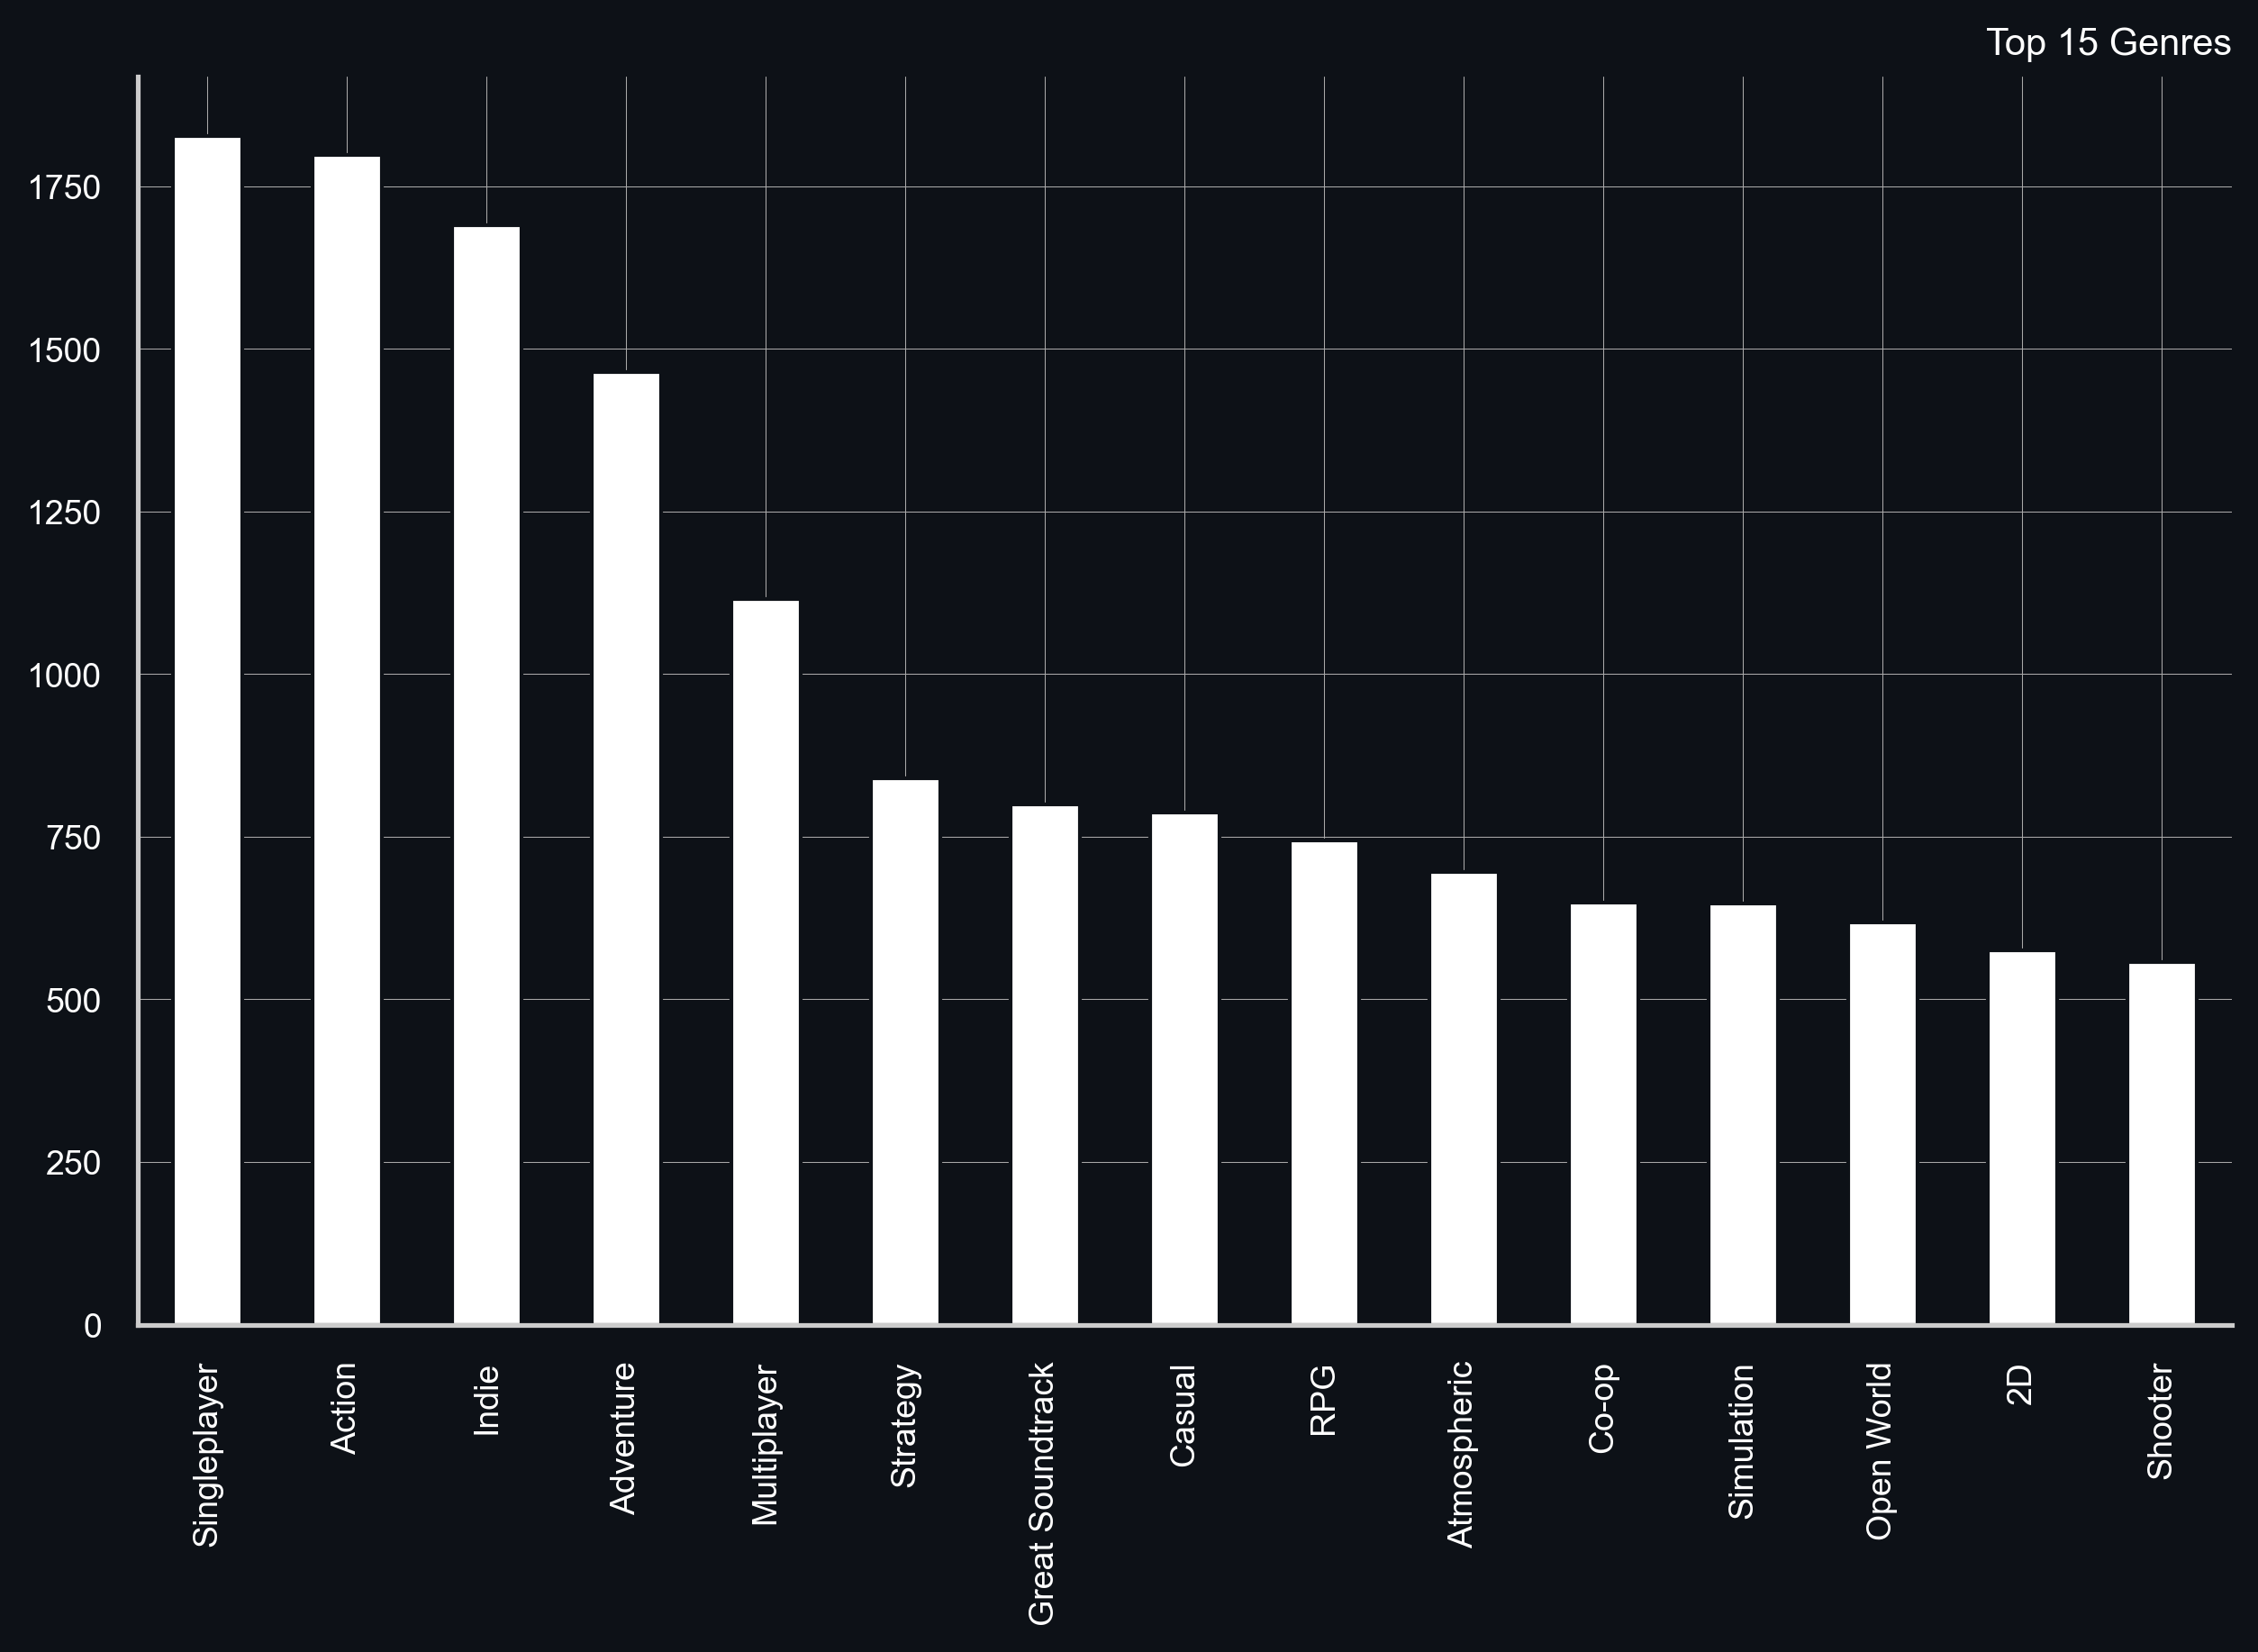 Top 15 Genres
1750
1500
1250
1000
750
500
250
0
Singleplayer
Action
Indie
Adventure
Multiplayer
Strategy
Great Soundtrack
Casual
RPG
Atmospheric
Co-op
Simulation
Open World
2D
Shooter